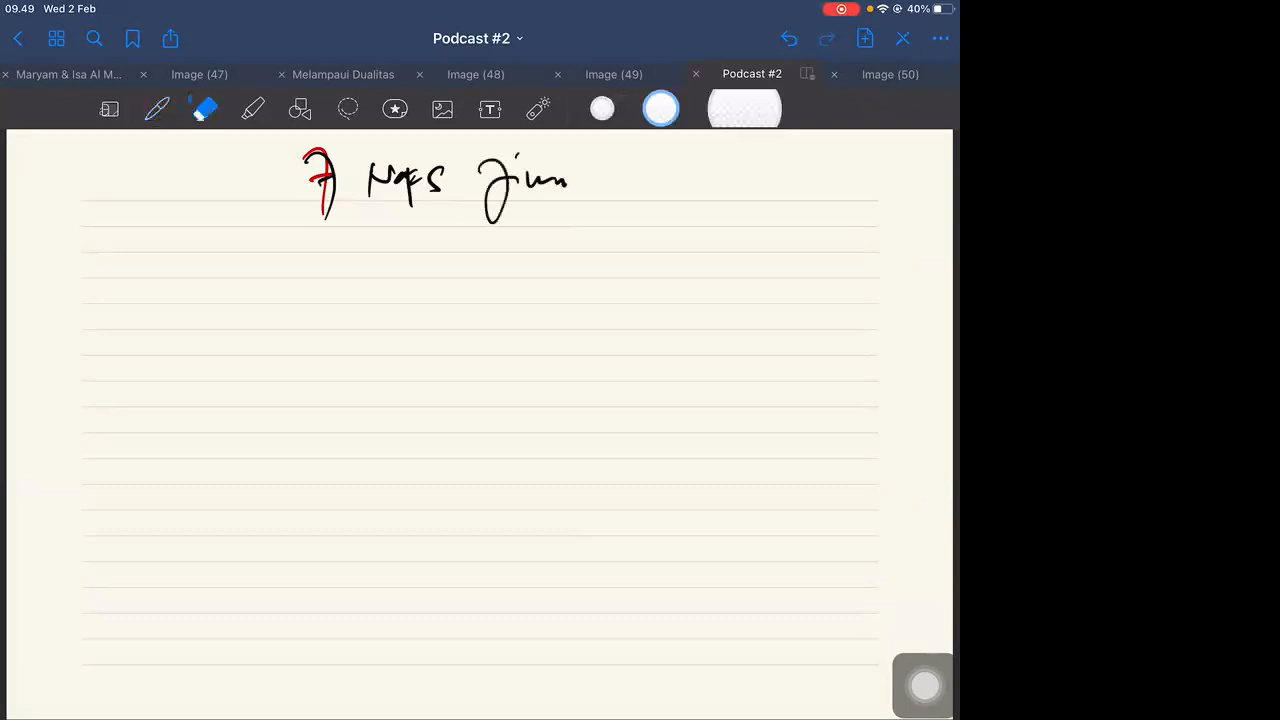 09.49 Wed 2 Feb 40%
Podcast #2
Maryam & Isa Al M... Image (47) Melampaui Dualitas Image (48) Image (49) Podcast #2 Image (50)
7 Nafs